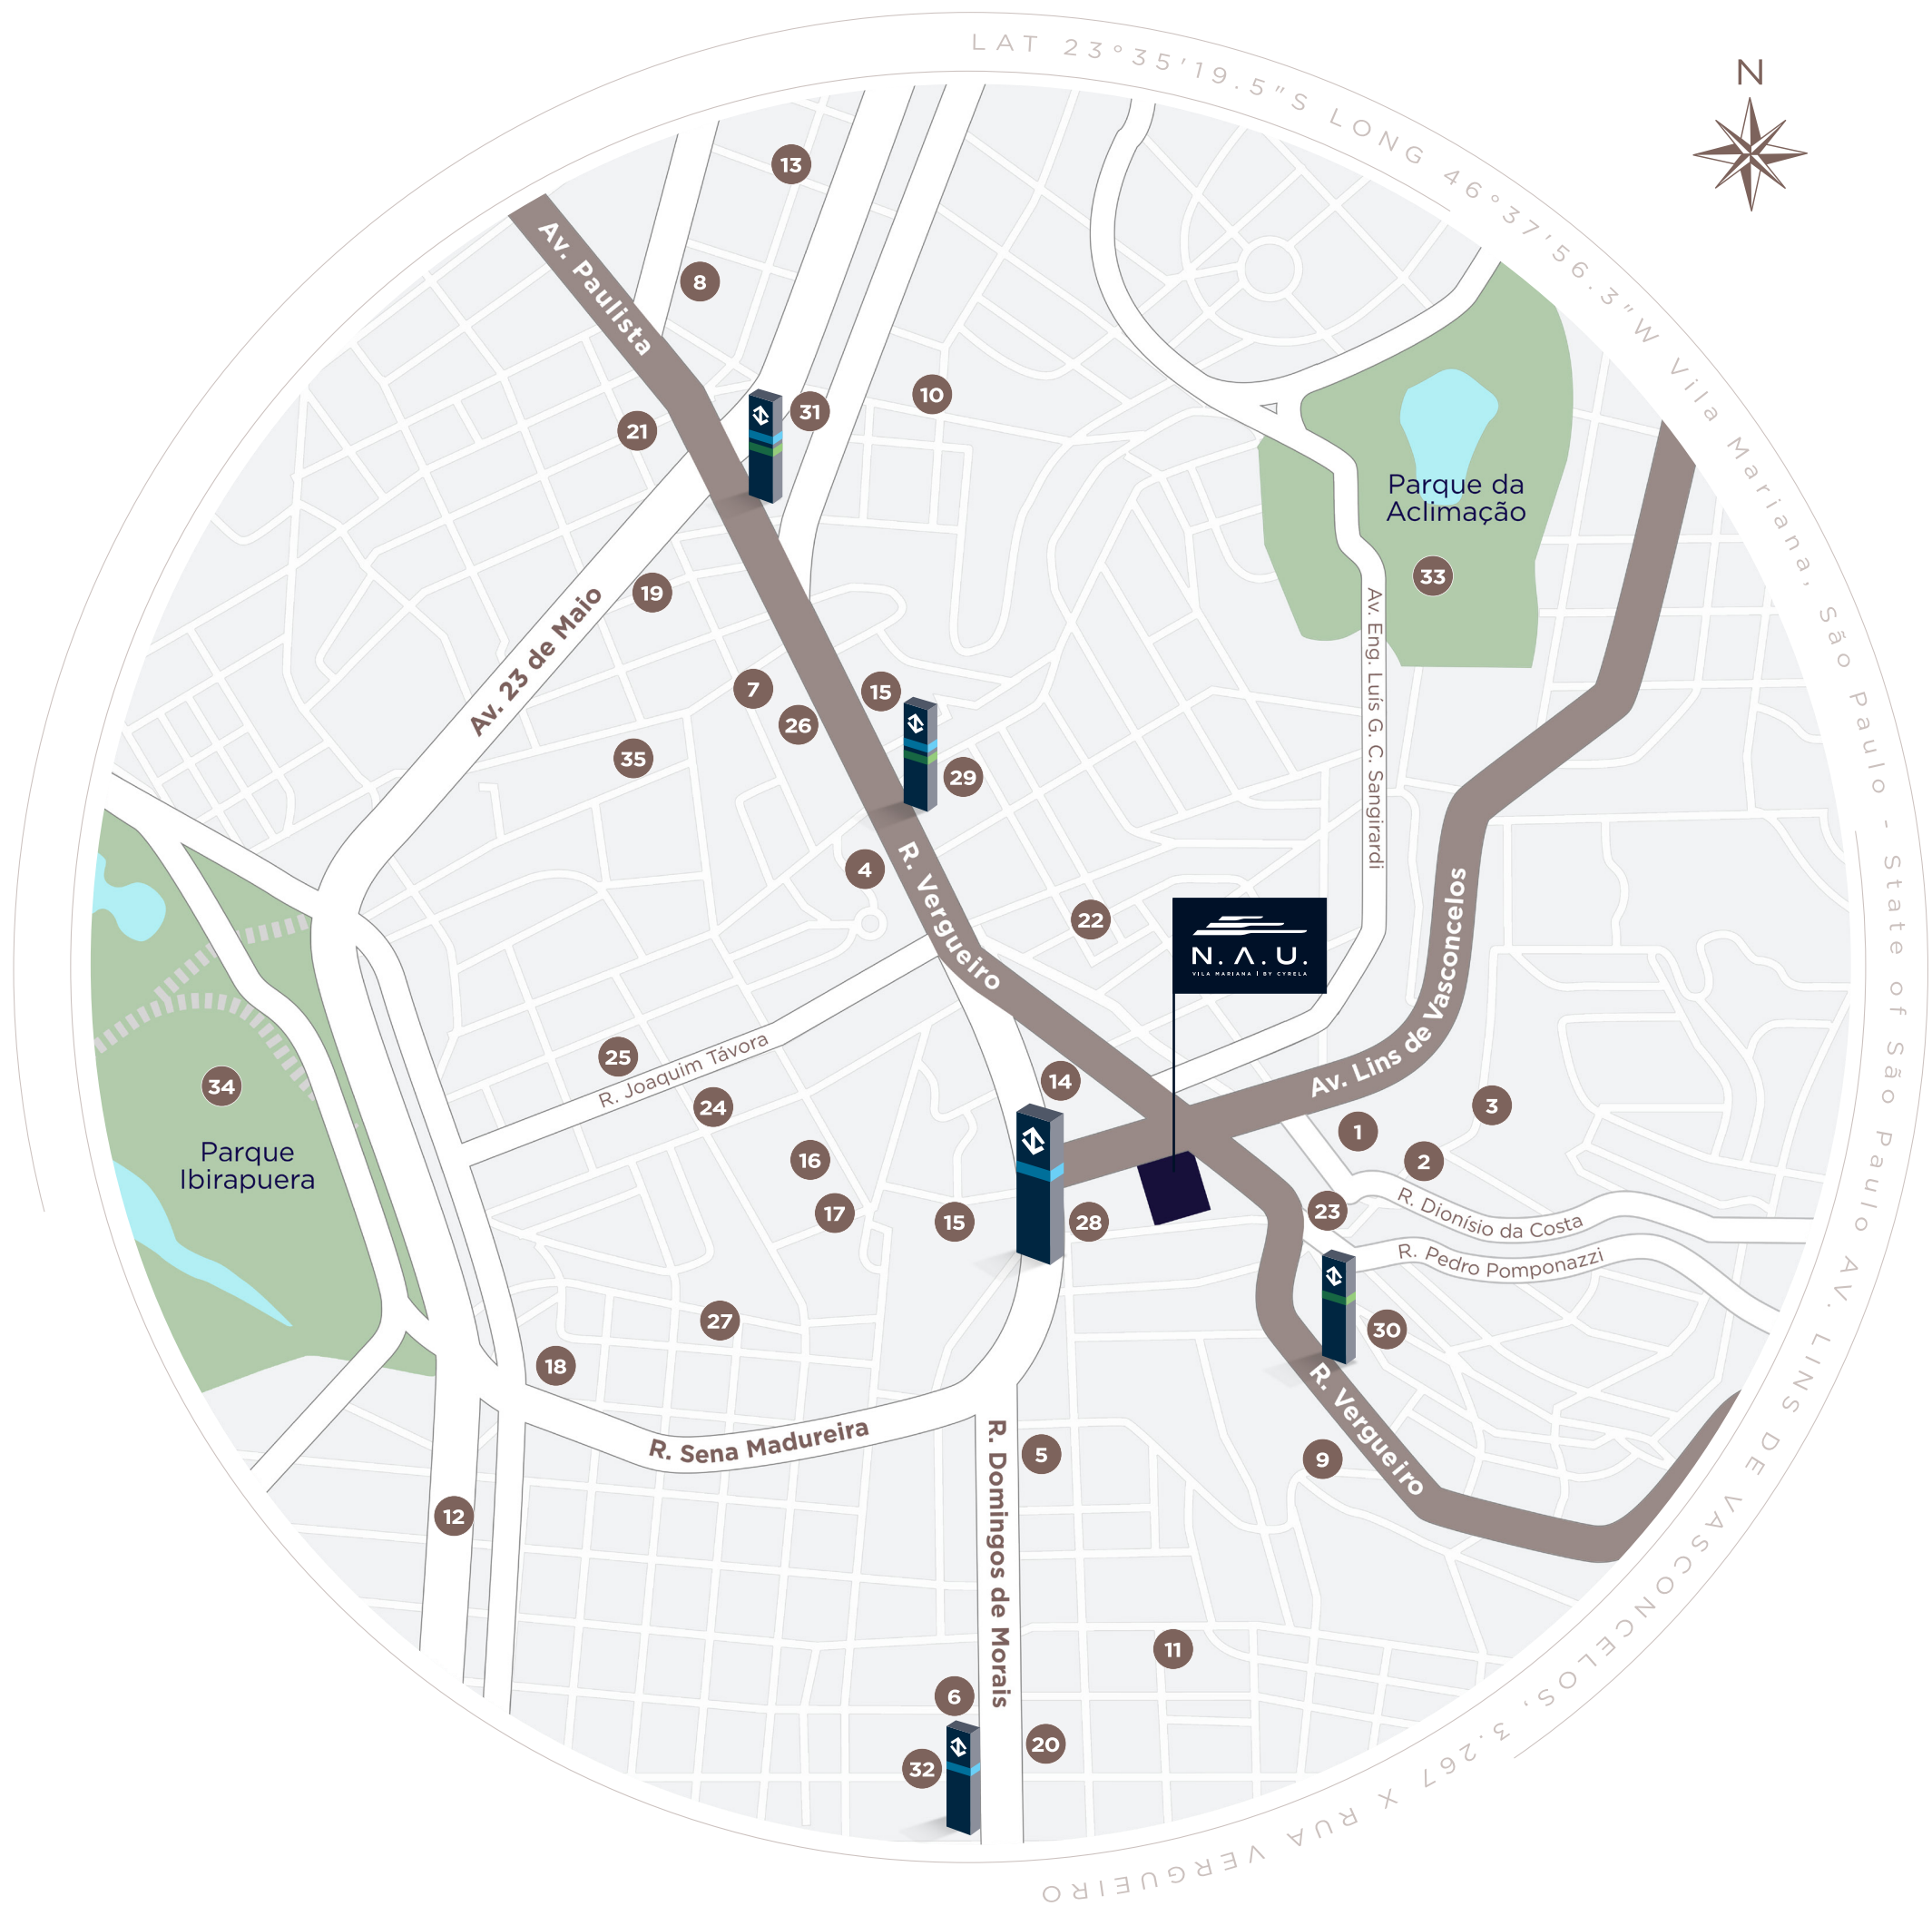 LAT 23°35'19.5"S LONG 46°37'56.3"W Vila Mariana, São Paulo - State of São Paulo AV. LINS DE VASCONCELOS, 3.267 X RUA VERGUEIRO
N
13
Av. Paulista
8
31
10
21
Parque da
Aclimação
33
19
Av. 23 de Maio
Av. Eng. Luís G. C. Sangirardi
7
15
26
35
29
4
R. Vergueiro
22
N.A.U.
VILA MARIANA | BY CYRELA
Av. Lins de Vasconcelos
25
R. Joaquim Távora
14
34
24
3
1
Parque
Ibirapuera
16
2
17
15
28
23
R. Dionísio da Costa
R. Pedro Pomponazzi
27
30
18
R. Vergueiro
R. Sena Madureira
5
9
12
R. Domingos de Morais
11
6
20
32